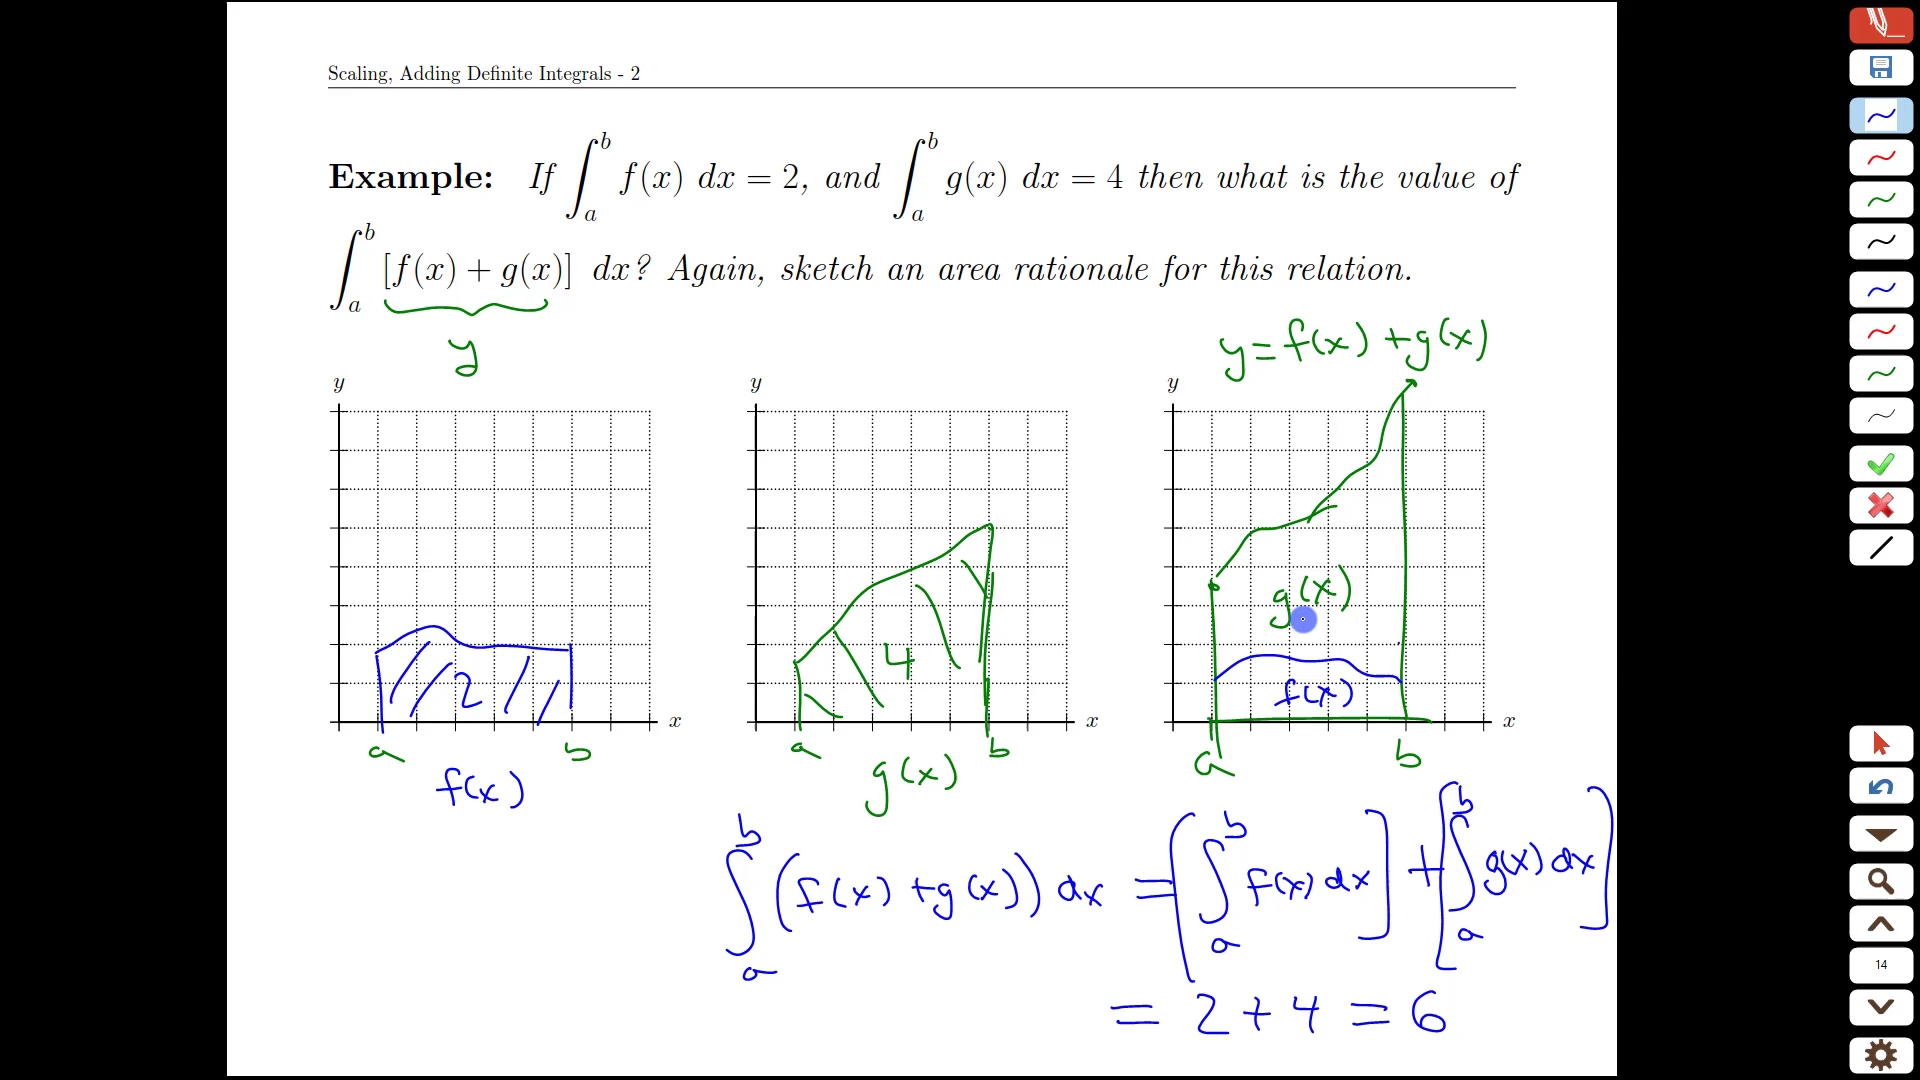 Scaling, Adding Definite Integrals - 2
Example: If ∫_a^b f(x) dx = 2, and ∫_a^b g(x) dx = 4 then what is the value of
∫_a^b [f(x) + g(x)] dx? Again, sketch an area rationale for this relation.
y
y = f(x) + g(x)
y
y
y
g(x)
4
2
f(x)
x
x
x
a
b
a
b
a
b
f(x)
g(x)
∫_a^b (f(x) + g(x)) dx = [∫_a^b f(x) dx] + [∫_a^b g(x) dx]
= 2 + 4 = 6
14